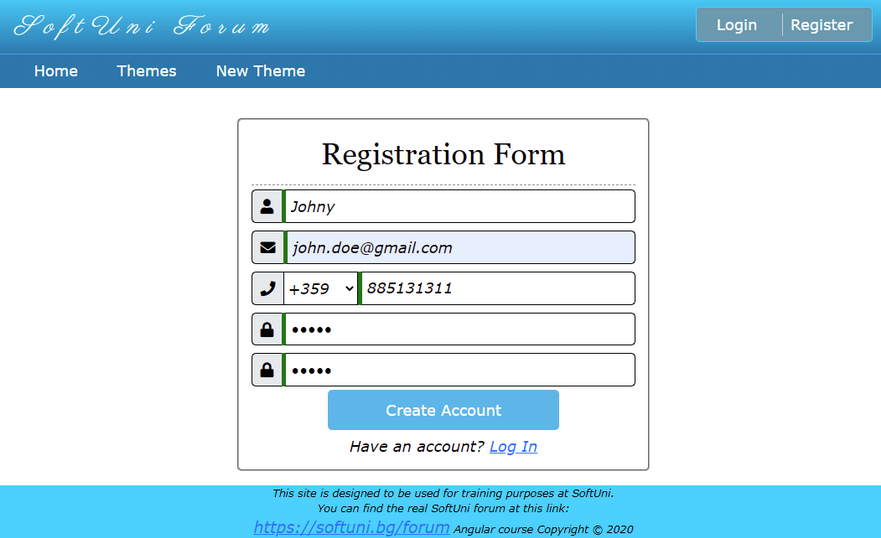 SoftUni Forum
Login Register
Home Themes New Theme
Registration Form
Johny
john.doe@gmail.com
+359 885131311
•••••
•••••
Create Account
Have an account? Log In
This site is designed to be used for training purposes at SoftUni.
You can find the real SoftUni forum at this link:
https://softuni.bg/forum Angular course Copyright © 2020